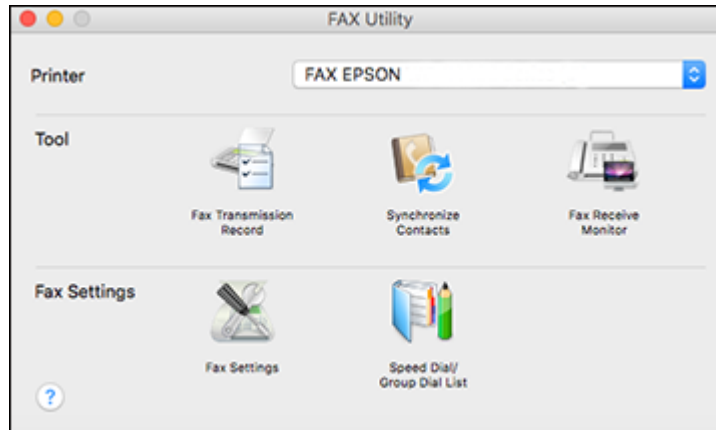 FAX Utility
Printer
FAX EPSON
Tool
Fax Transmission
Record
Synchronize
Contacts
Fax Receive
Monitor
Fax Settings
Fax Settings
Speed Dial/
Group Dial List
?